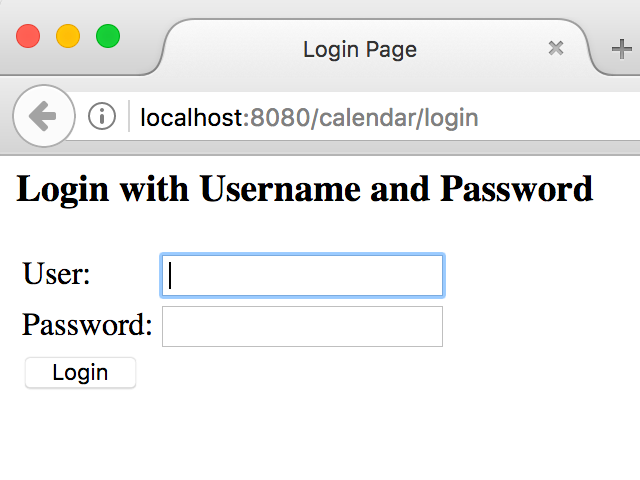 Login Page
localhost:8080/calendar/login
Login with Username and Password
User:
Password:
Login